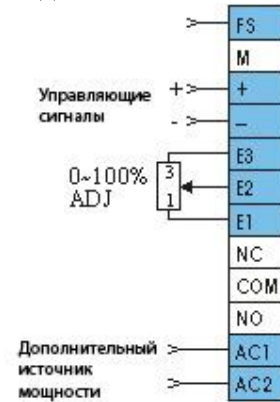 FS
M
Управляющие + +
сигналы - –
E3
0~100% 3 E2
ADJ 1 E1
NC
COM
NO
Дополнительный AC1
источник
мощности AC2